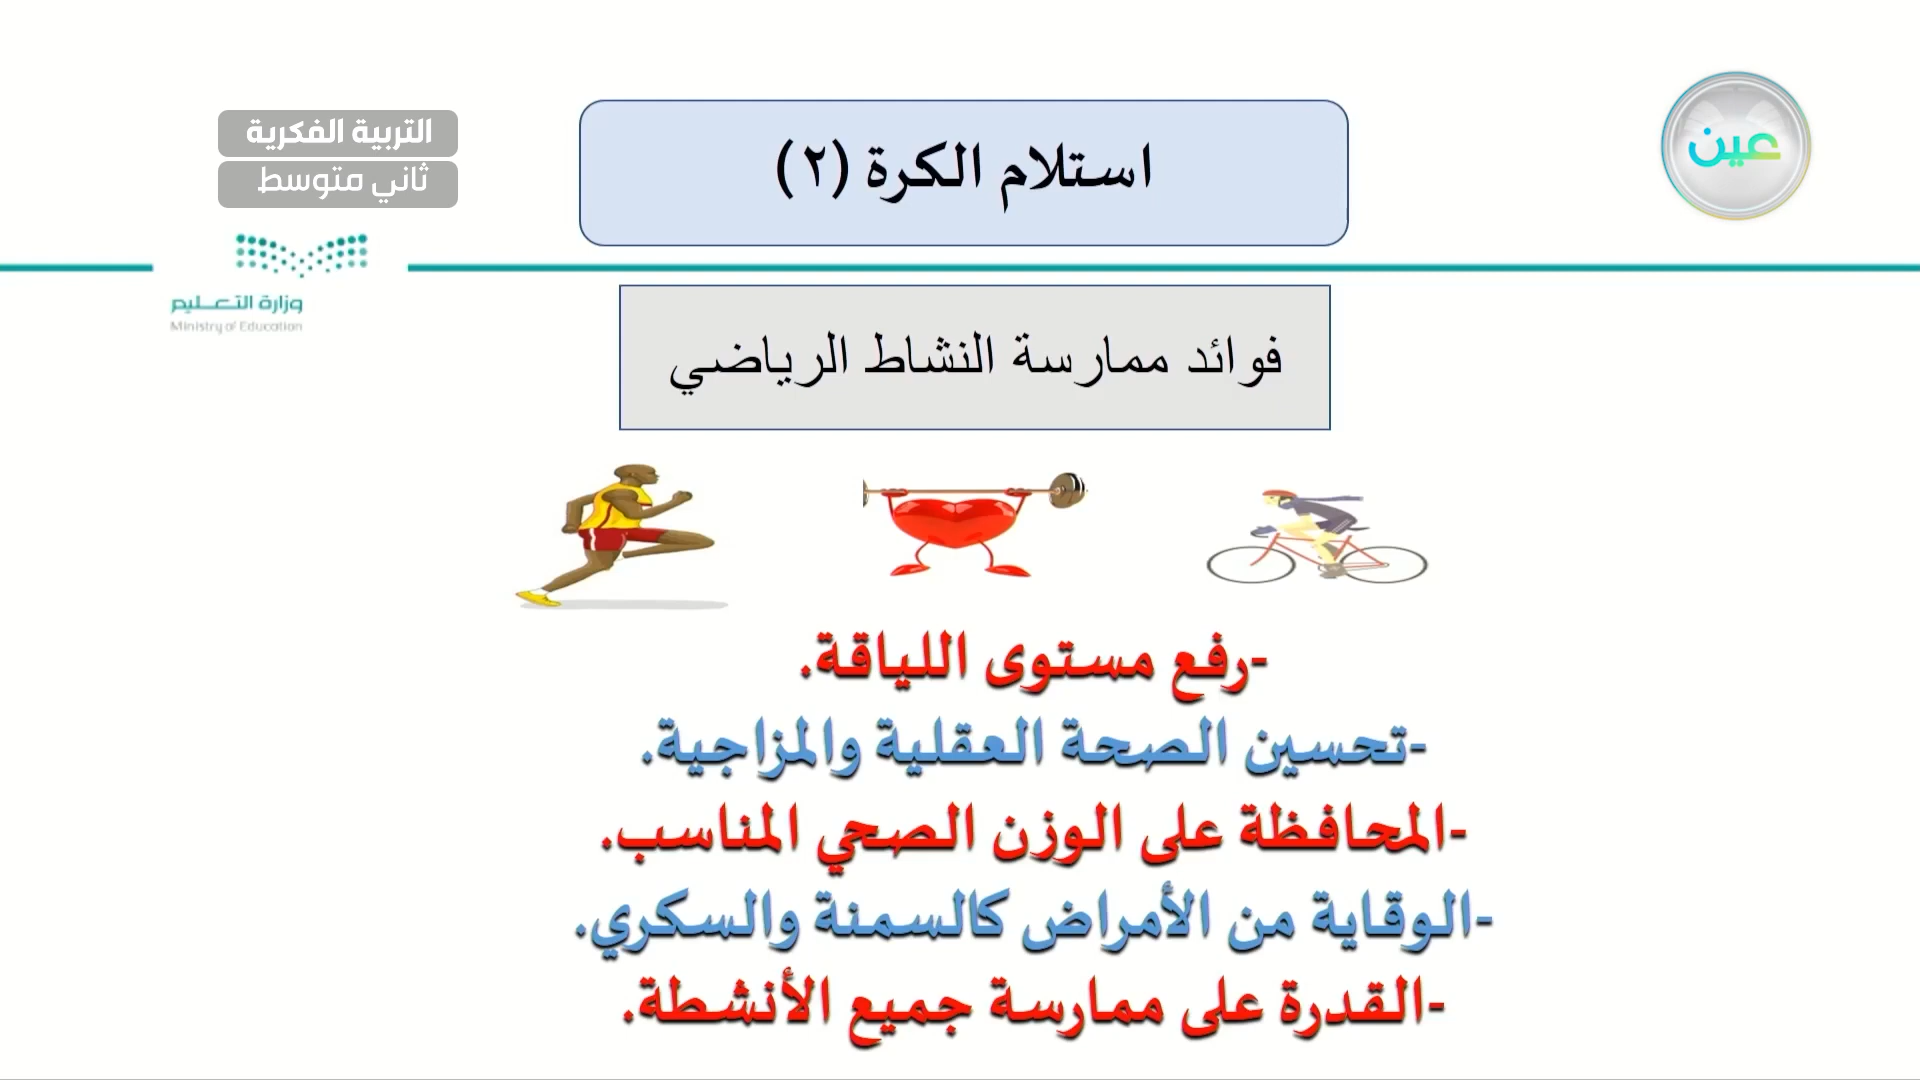 التربية الفكرية
ثاني متوسط
استلام الكرة (٢)
عين
وزارة التعليم
Ministry of Education
فوائد ممارسة النشاط الرياضي
-رفع مستوى اللياقة.
-تحسين الصحة العقلية والمزاجية.
-المحافظة على الوزن الصحي المناسب.
-الوقاية من الأمراض كالسمنة والسكري.
-القدرة على ممارسة جميع الأنشطة.